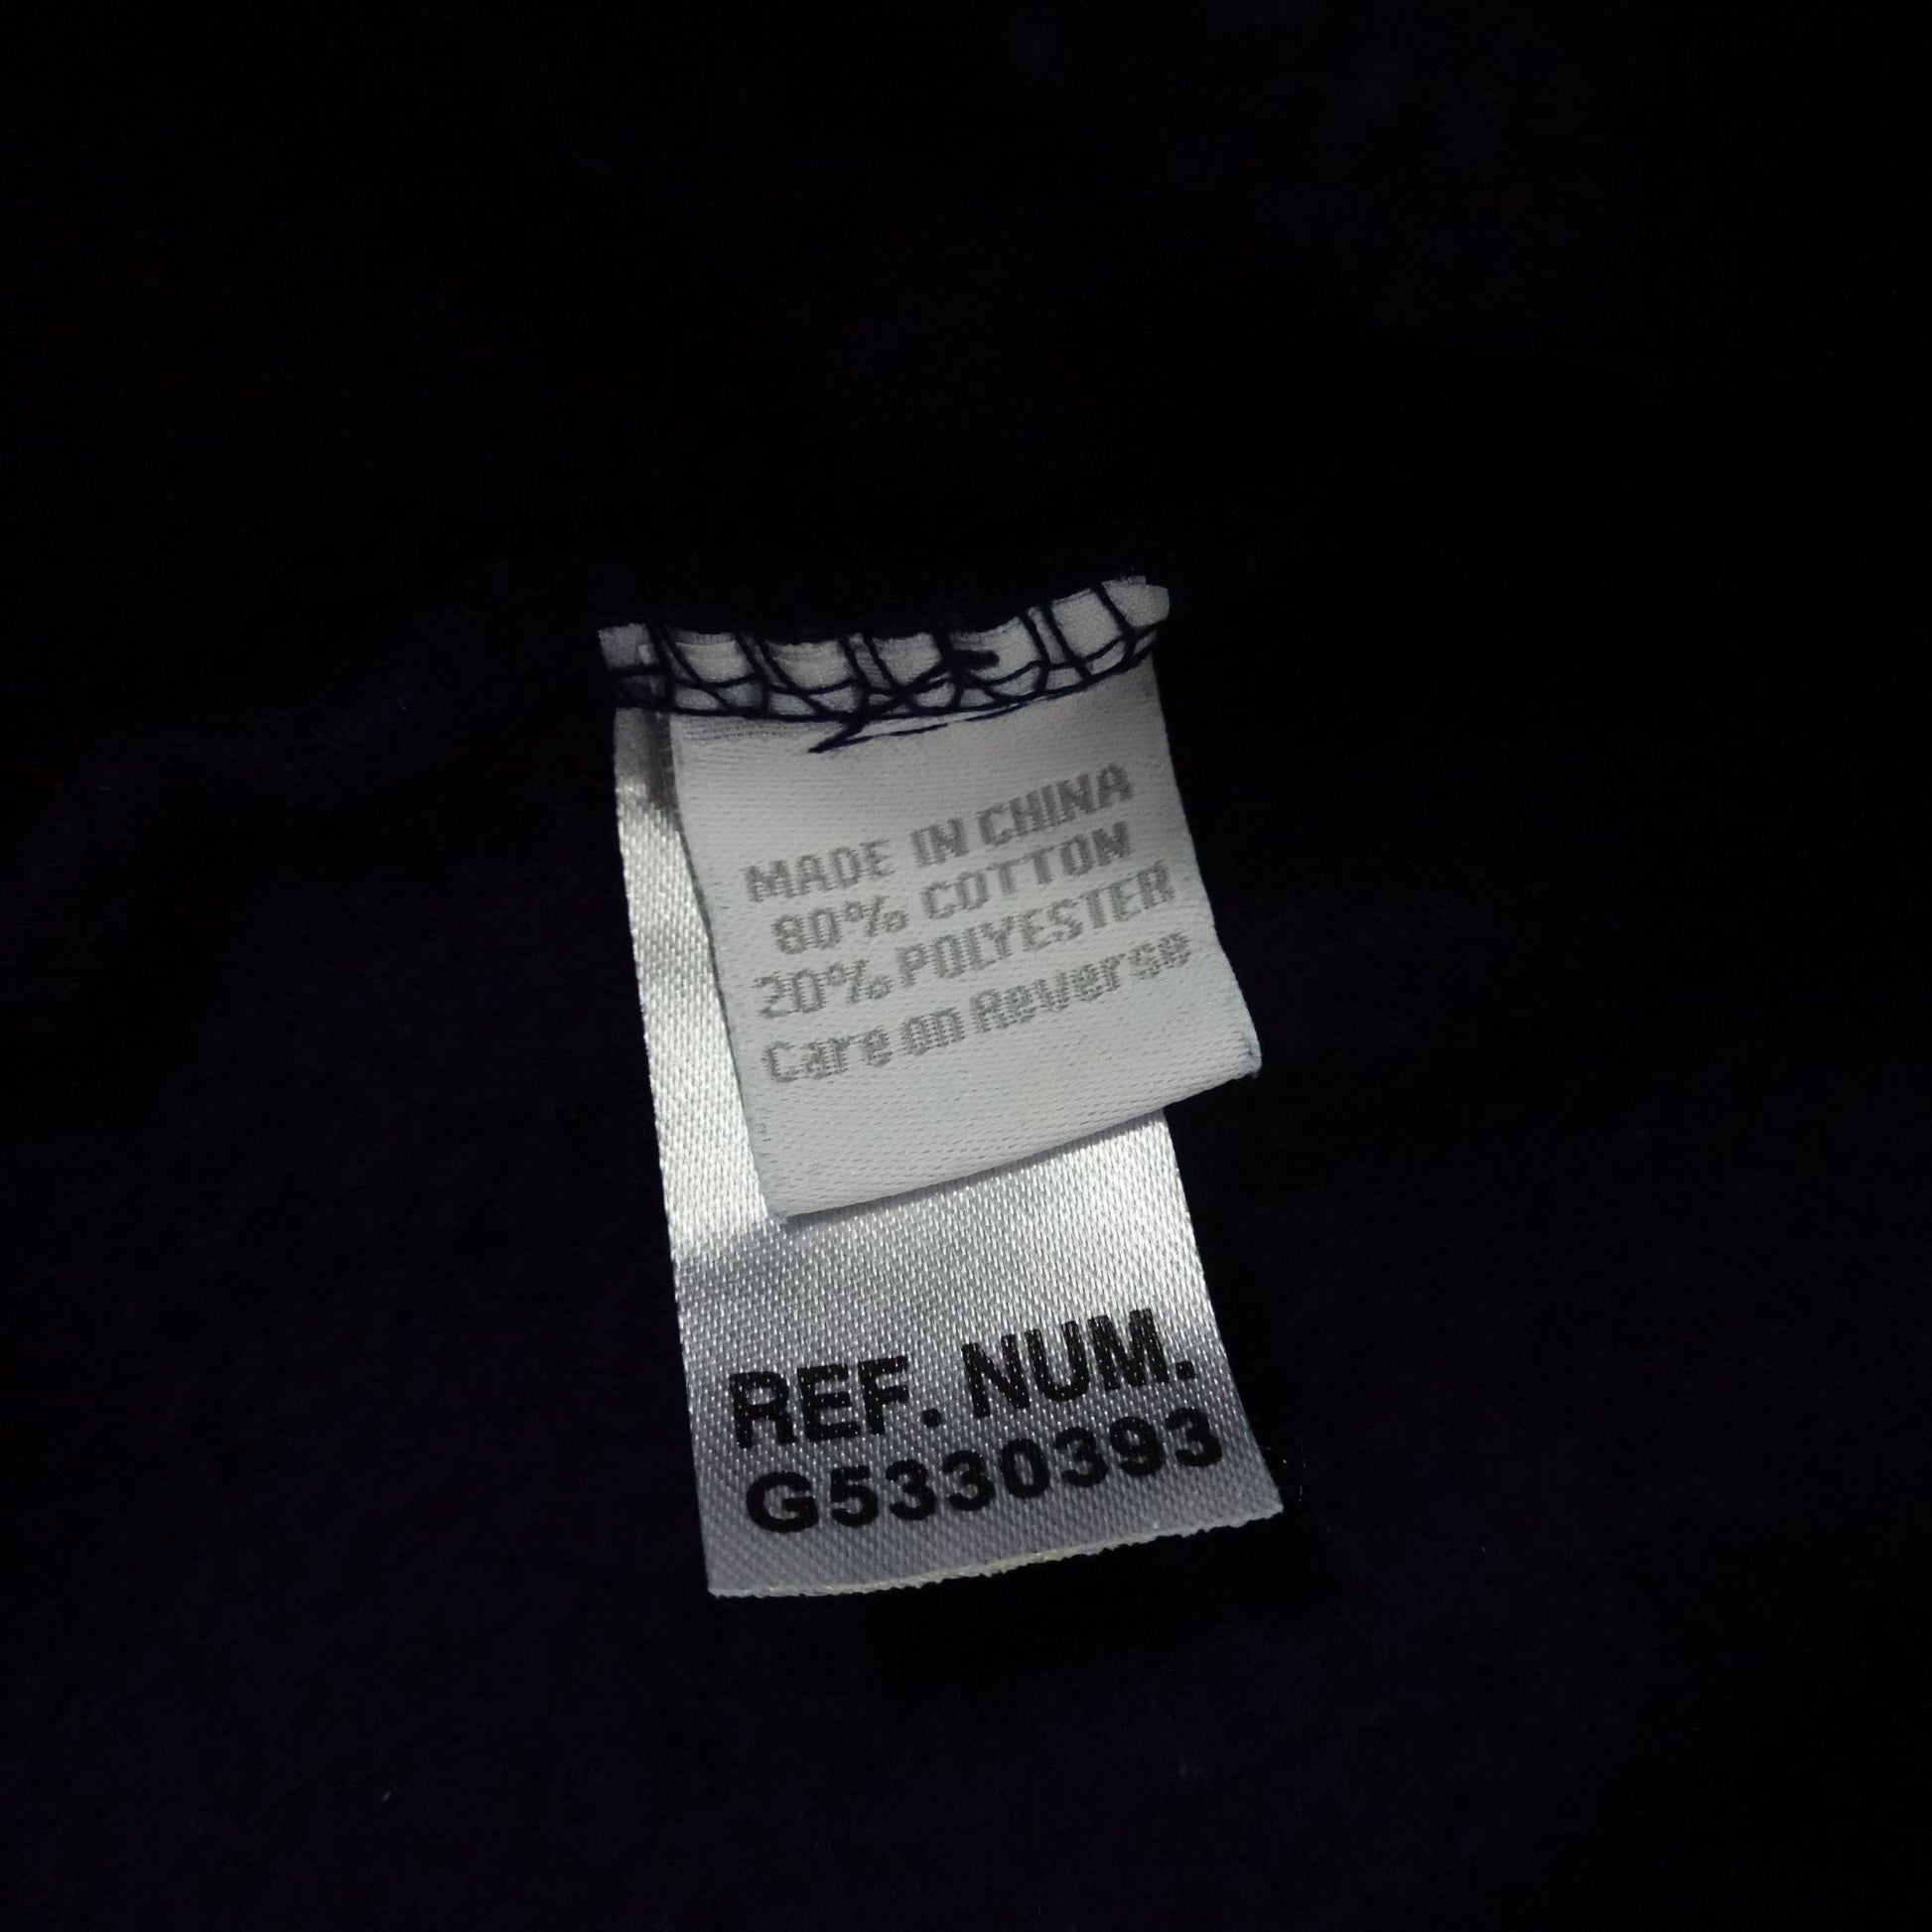 MADE IN CHINA
80% COTTON
20% POLYESTER
Care on Reverse
REF. NUM.
G5330393